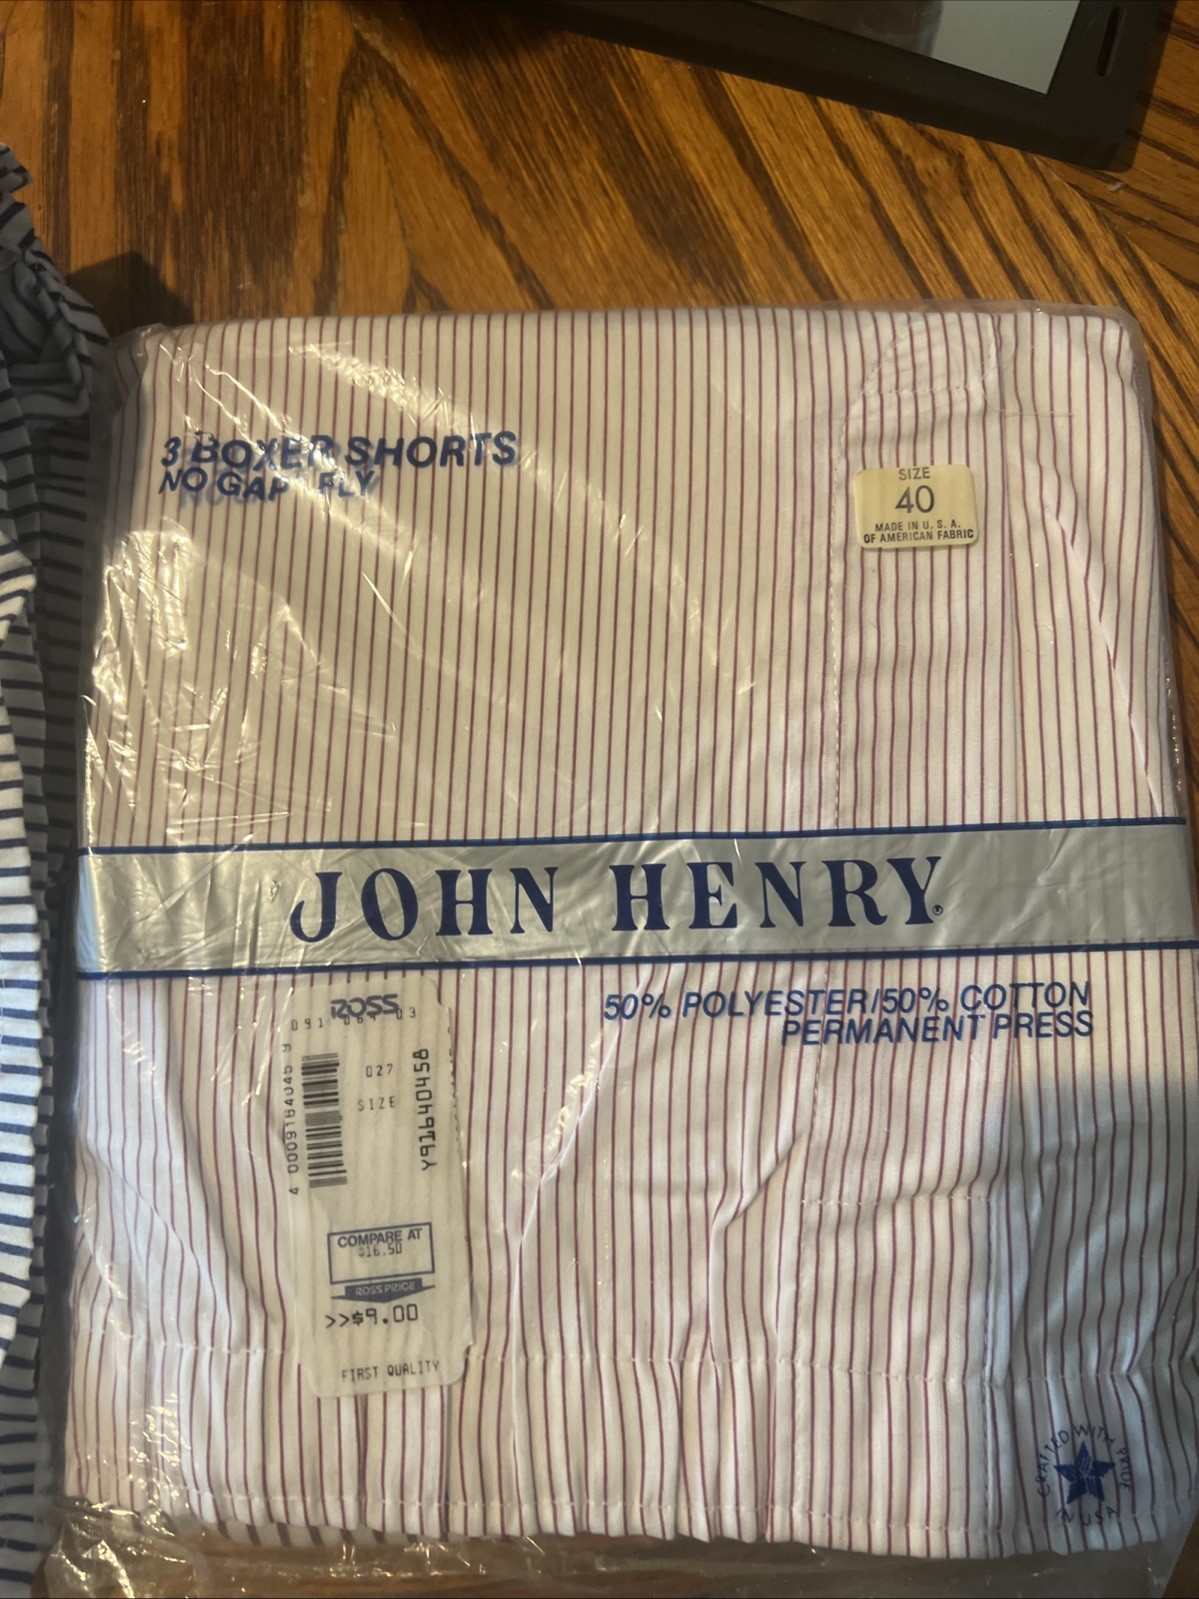 3 BOXER SHORTS
NO GAP FLY
SIZE
40
MADE IN U. S. A.
OF AMERICAN FABRIC
JOHN HENRY®
50% POLYESTER/50% COTTON
PERMANENT PRESS
ROSS
027
SIZE
Y91640458
COMPARE AT
$16.50
ROSS PRICE
>>$9.00
FIRST QUALITY
CRAFTED WITH PRIDE
IN USA